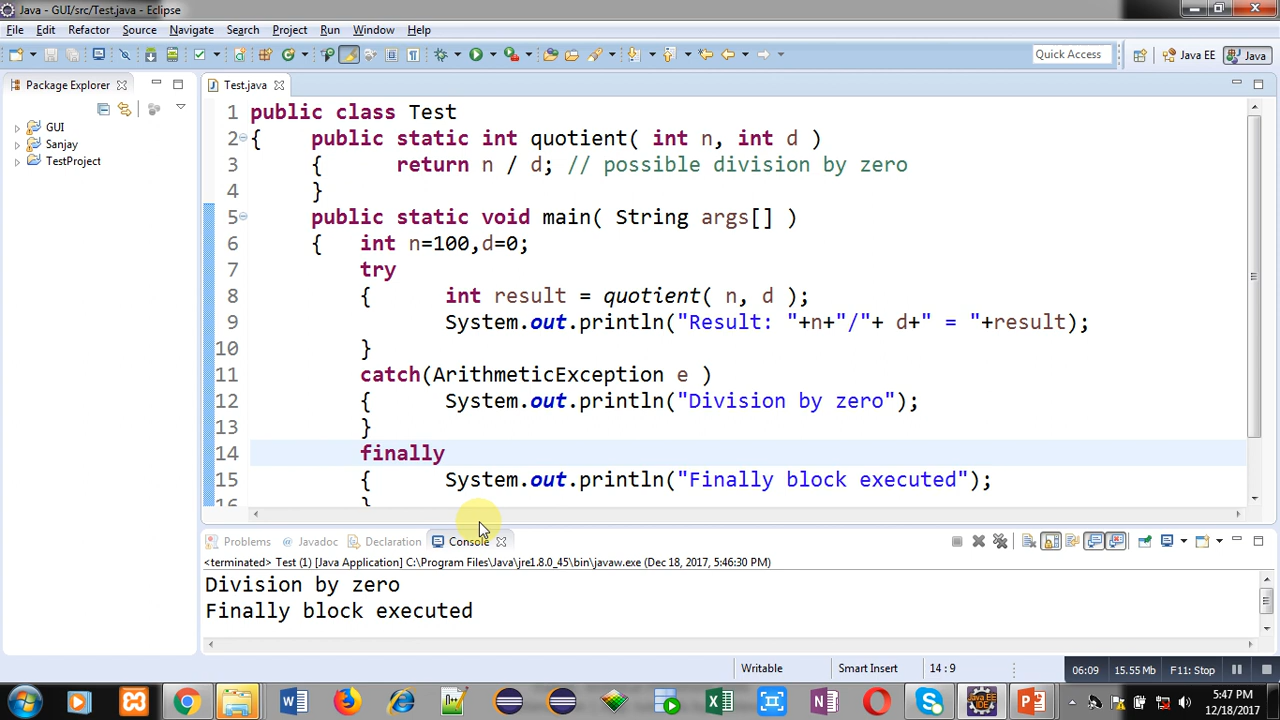 Java - GUI/src/Test.java - Eclipse
File Edit Refactor Source Navigate Search Project Run Window Help
Quick Access Java EE Java
Package Explorer
GUI
Sanjay
TestProject
Test.java
1 public class Test
2 { public static int quotient( int n, int d )
3 { return n / d; // possible division by zero
4 }
5 public static void main( String args[] )
6 { int n=100,d=0;
7 try
8 { int result = quotient( n, d );
9 System.out.println("Result: "+n+"/"+ d+" = "+result);
10 }
11 catch(ArithmeticException e )
12 { System.out.println("Division by zero");
13 }
14 finally
15 { System.out.println("Finally block executed");
16 }
Problems Javadoc Declaration Console
<terminated> Test (1) [Java Application] C:\Program Files\Java\jre1.8.0_45\bin\javaw.exe (Dec 18, 2017, 5:46:30 PM)
Division by zero
Finally block executed
Writable Smart Insert 14 : 9 06:09 15.55 Mb F11: Stop
5:47 PM
12/18/2017